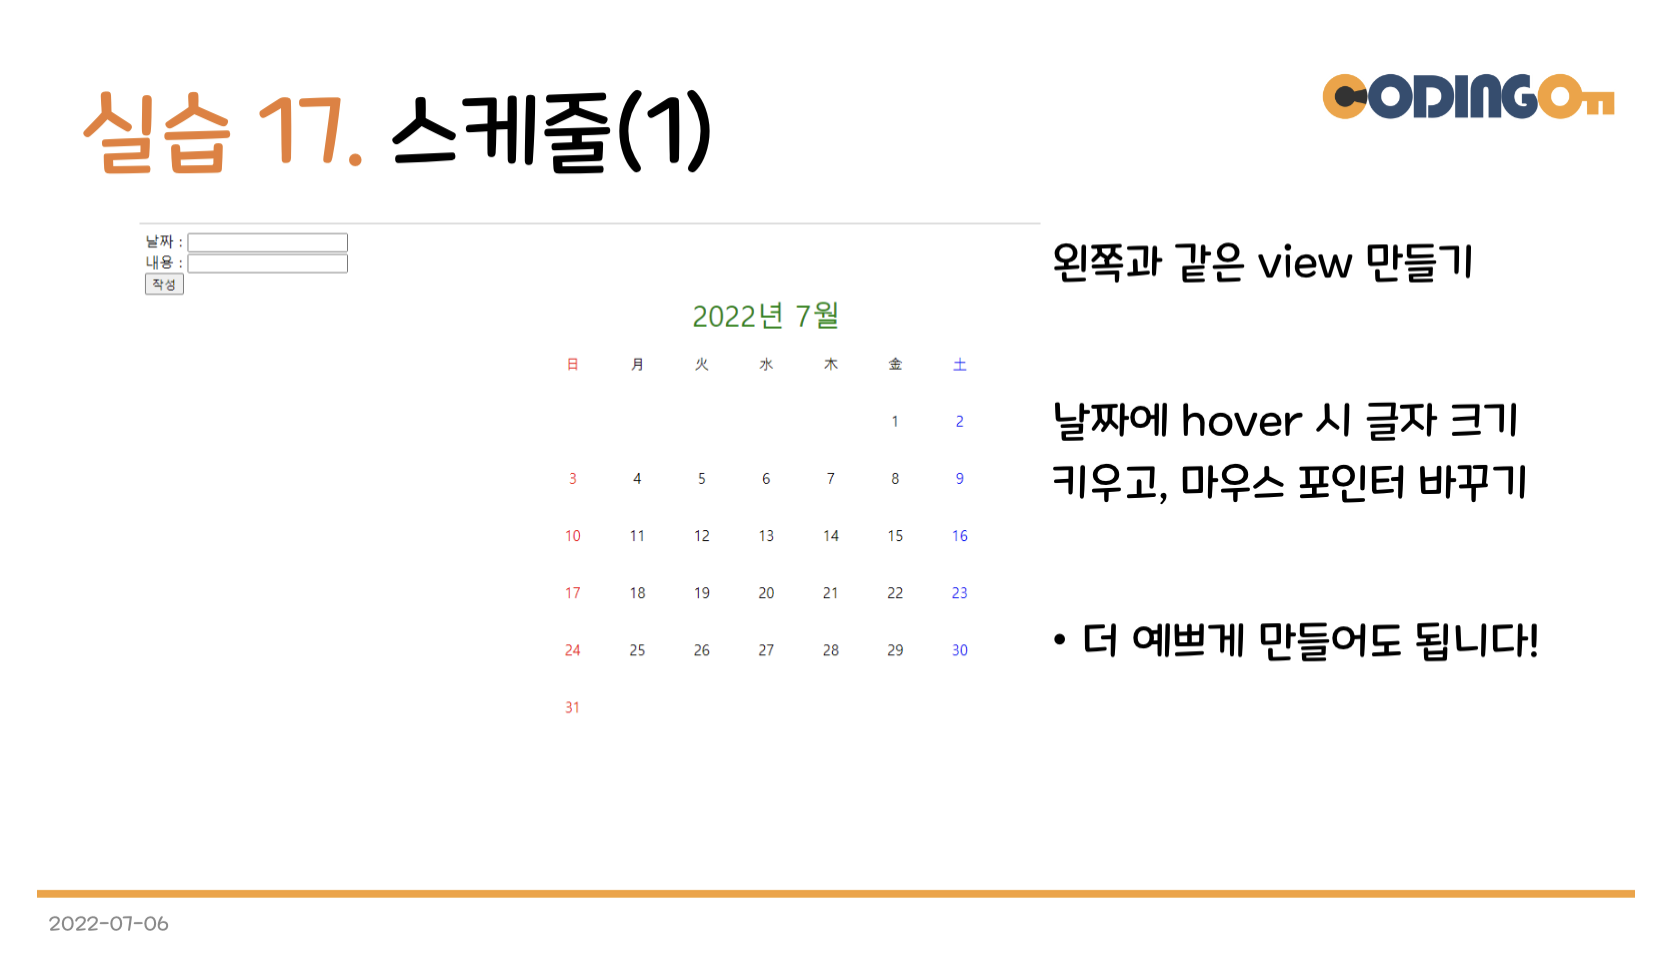 실습 17. 스케줄(1)
CODINGOn
날짜 :
내용 :
작성
2022년 7월
日 月 火 水 木 金 土
1 2
3 4 5 6 7 8 9
10 11 12 13 14 15 16
17 18 19 20 21 22 23
24 25 26 27 28 29 30
31
왼쪽과 같은 view 만들기
날짜에 hover 시 글자 크기
키우고, 마우스 포인터 바꾸기
• 더 예쁘게 만들어도 됩니다!
2022-07-06